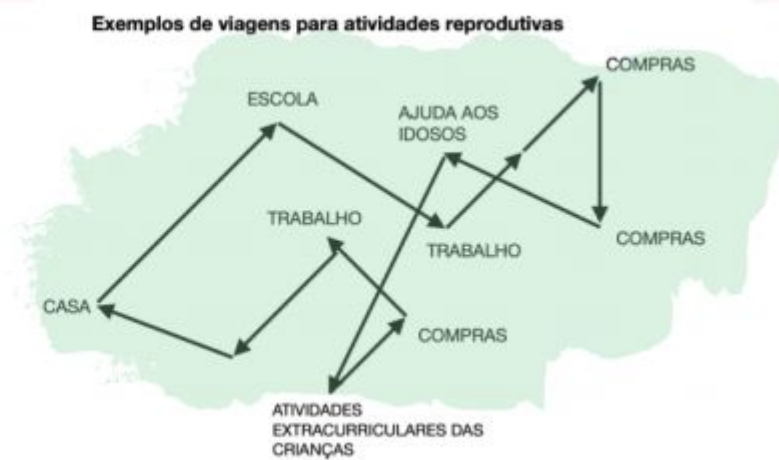 Exemplos de viagens para atividades reprodutivas
COMPRAS
ESCOLA
AJUDA AOS
IDOSOS
TRABALHO
TRABALHO
COMPRAS
CASA
COMPRAS
ATIVIDADES
EXTRACURRICULARES DAS
CRIANÇAS